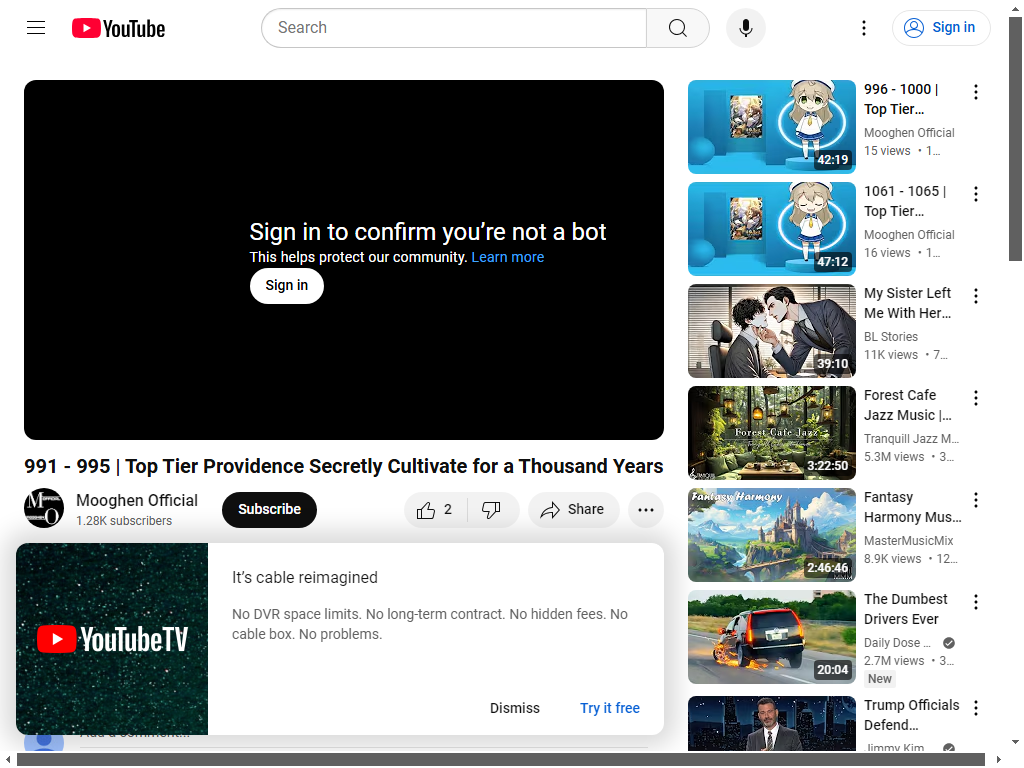 YouTube
Search
Sign in
Sign in to confirm you’re not a bot
This helps protect our community. Learn more
Sign in
991 - 995 | Top Tier Providence Secretly Cultivate for a Thousand Years
Mooghen Official
1.28K subscribers
Subscribe
2
Share
YouTubeTV
It’s cable reimagined
No DVR space limits. No long-term contract. No hidden fees. No
cable box. No problems.
Dismiss
Try it free
Add a comment...
42:19
996 - 1000 |
Top Tier…
Mooghen Official
15 views • 1…
47:12
1061 - 1065 |
Top Tier…
Mooghen Official
16 views • 1…
39:10
My Sister Left
Me With Her…
BL Stories
11K views • 7…
Forest Cafe Jazz
3:22:50
Forest Cafe
Jazz Music |…
Tranquill Jazz M…
5.3M views • 3…
Fantasy Harmony
2:46:46
MMM
Fantasy
Harmony Mus…
MasterMusicMix
8.9K views • 12…
20:04
The Dumbest
Drivers Ever
Daily Dose …
2.7M views • 3…
New
Trump Officials
Defend…
Jimmy Kim…